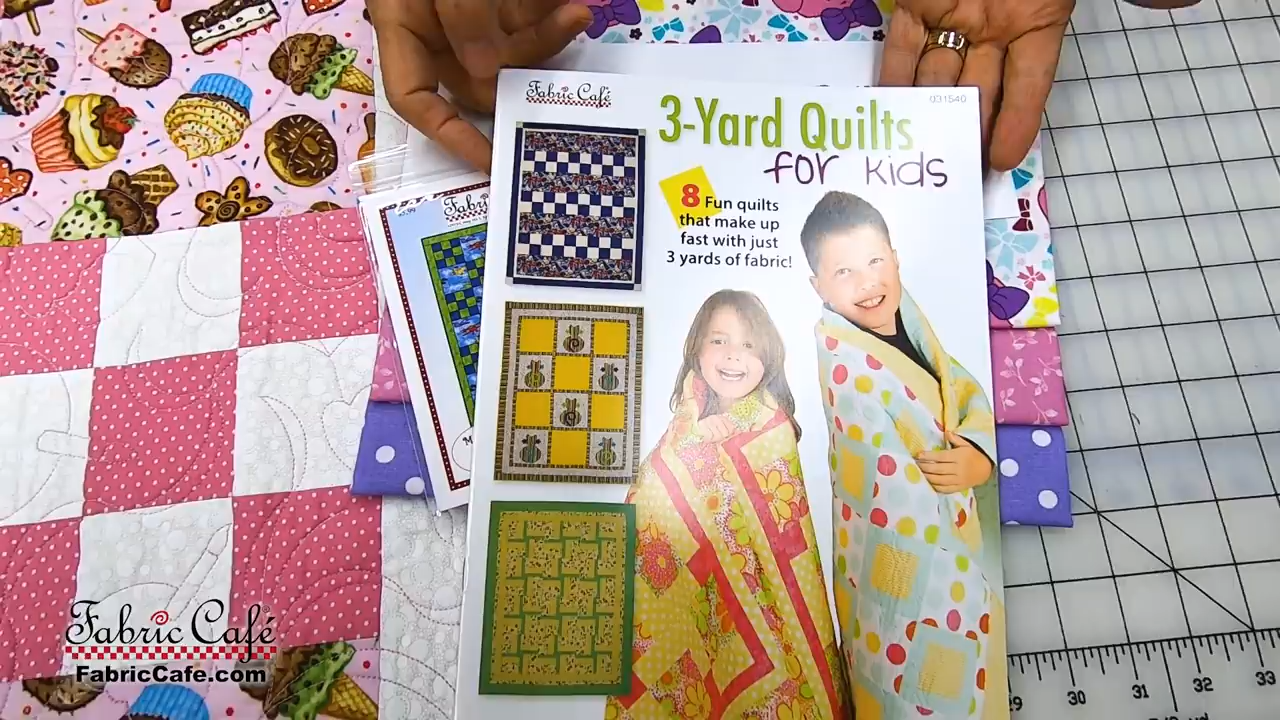 Fabric Café
031540
3-Yard Quilts
for kids
8 Fun quilts
that make up
fast with just
3 yards of fabric!
Fabric Café
FabricCafe.com
30 31 32 33